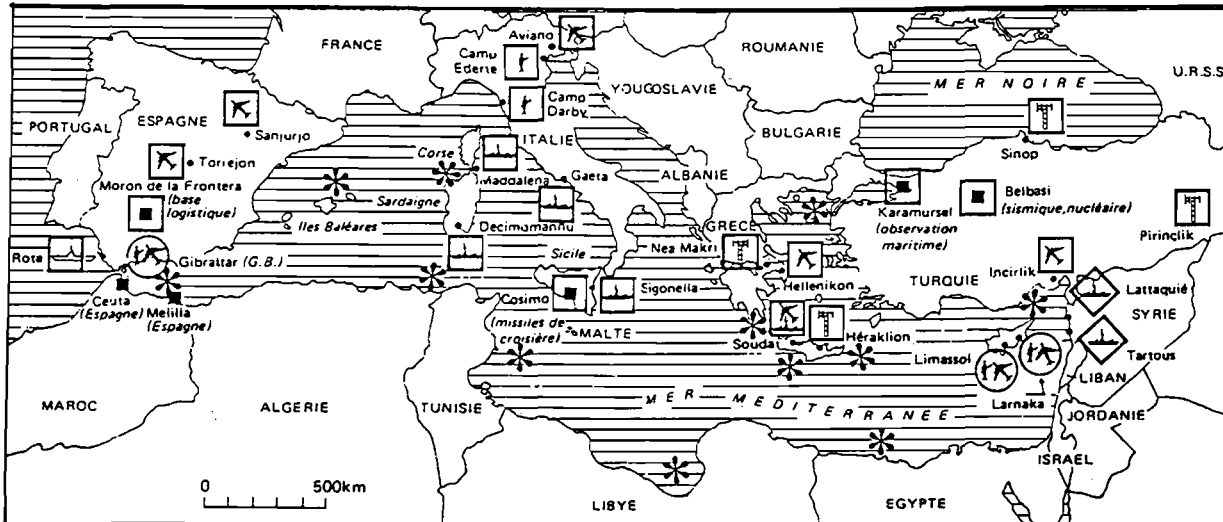 FRANCE
Aviano
Camp
Ederle
ROUMANIE
U.R.S.S
MER NOIRE
YOUGOSLAVIE
Camp
Darby
PORTUGAL
ESPAGNE
Sanjurjo
ITALIE
BULGARIE
Sinop
Torrejon
Corse
Maddalena
Gaeta
ALBANIE
Moron de la Frontera
(base
logistique)
Sardaigne
Iles Baléares
Decimomannu
Karamursel
(observation
maritime)
Belbasi
(sismique, nucléaire)
Pirinçlik
GRECE
Nea Makri
Rota
Gibraltar (G.B.)
Sicile
Hellenikon
Incirlik
TURQUIE
Ceuta
(Espagne)
Melilia
(Espagne)
Cosimo
Sigonella
Lattaquié
SYRIE
(missiles de
croisière)
MALTE
Souda
Héraklion
Limassol
Tartous
LIBAN
Larnaka
MAROC
ALGERIE
TUNISIE
MER MEDITERRANEE
JORDANIE
ISRAEL
0 500km
LIBYE
EGYPTE